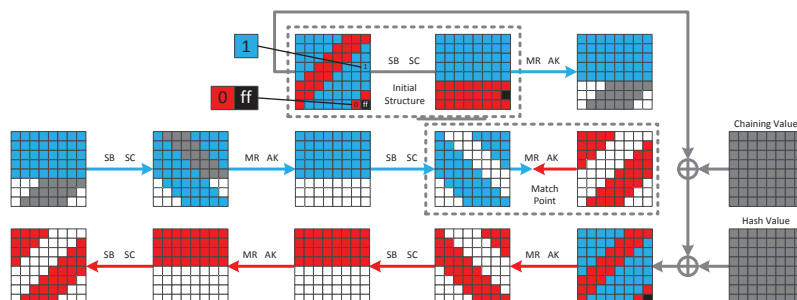 1
1
SB SC
MR AK
0 ff
0 ff
Initial
Structure
Chaining Value
SB SC
MR AK
SB SC
MR AK
Match
Point
Hash Value
SB SC
MR AK
SB SC
MR AK